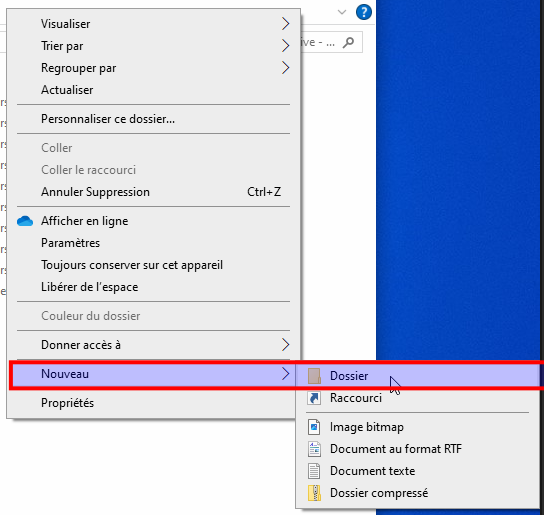 Visualiser
Trier par
ive - ...
Regrouper par
Actualiser
Personnaliser ce dossier...
Coller
Coller le raccourci
Annuler Suppression Ctrl+Z
Afficher en ligne
Paramètres
Toujours conserver sur cet appareil
Libérer de l'espace
Couleur du dossier
Donner accès à
Nouveau
Propriétés
Dossier
Raccourci
Image bitmap
Document au format RTF
Document texte
Dossier compressé